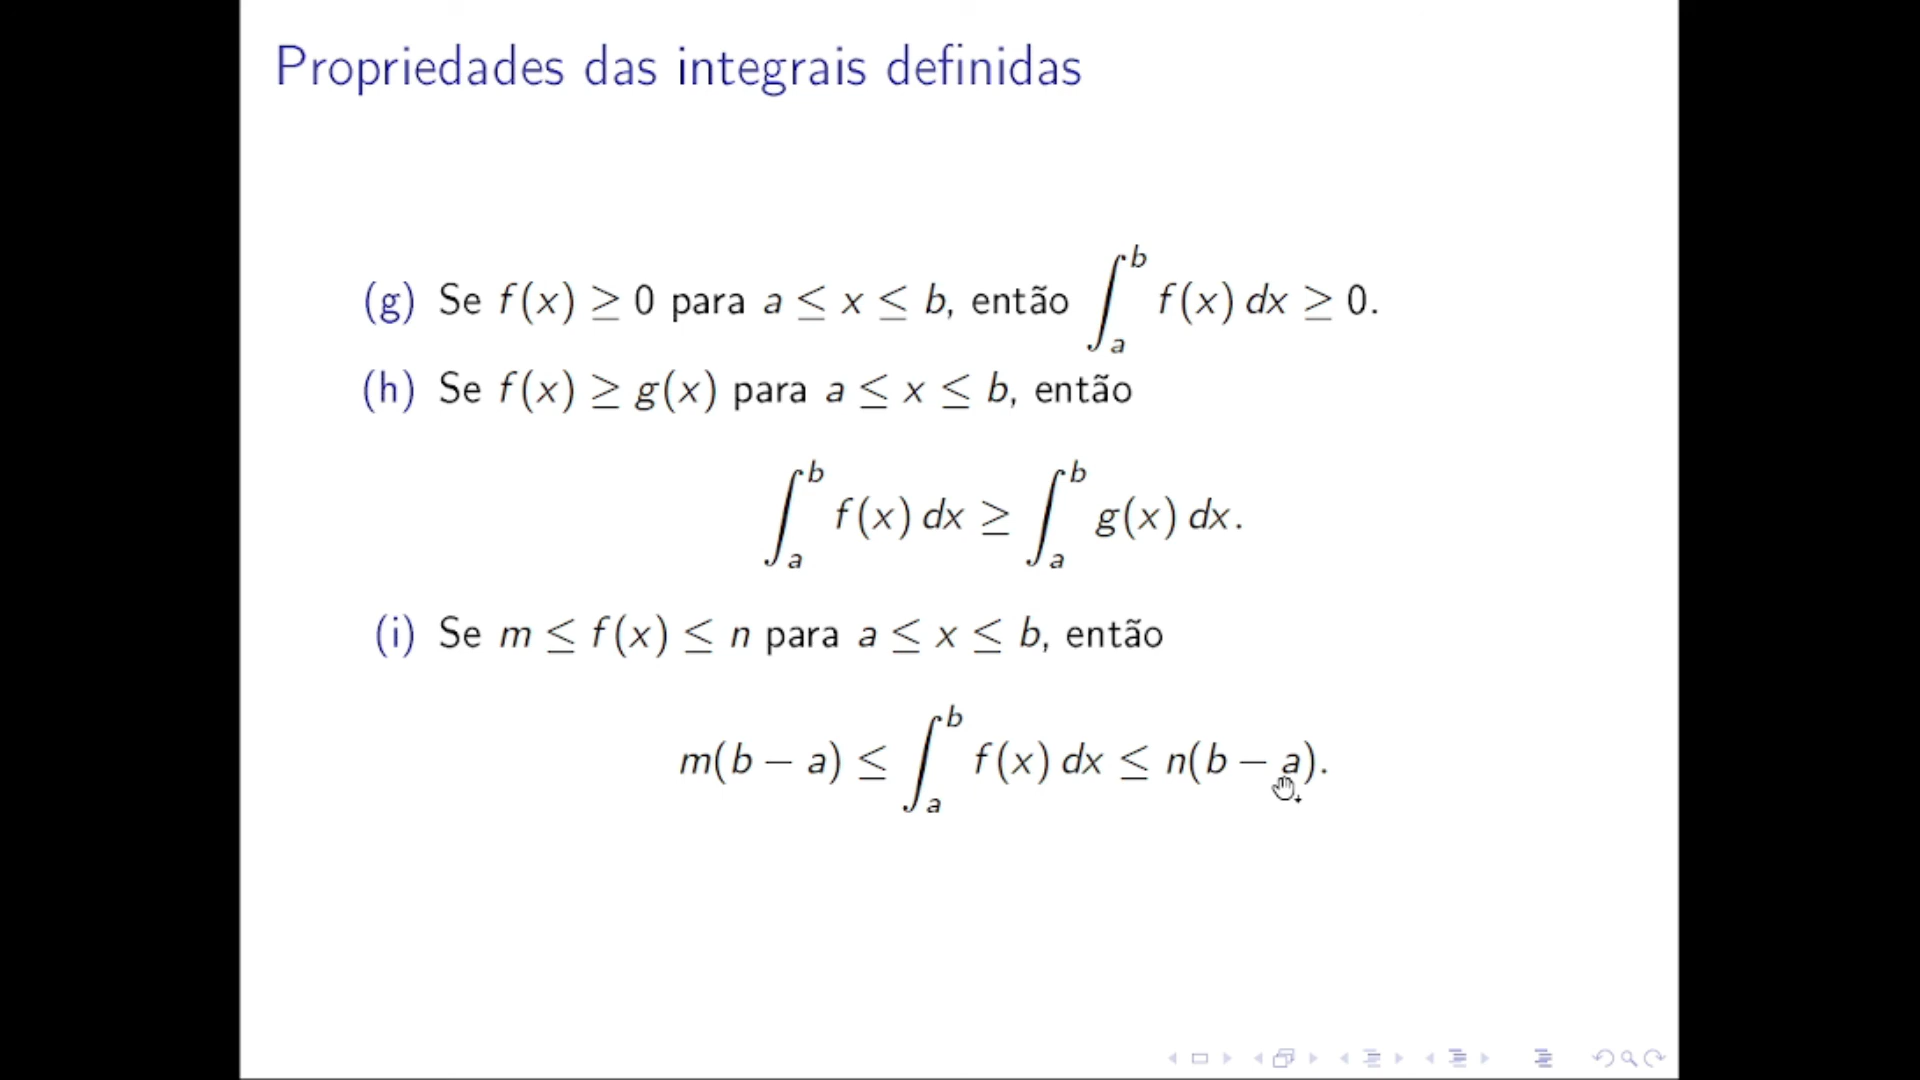 Propriedades das integrais definidas
(g) Se f(x) ≥ 0 para a ≤ x ≤ b, então ∫_a^b f(x) dx ≥ 0.
(h) Se f(x) ≥ g(x) para a ≤ x ≤ b, então
∫_a^b f(x) dx ≥ ∫_a^b g(x) dx.
(i) Se m ≤ f(x) ≤ n para a ≤ x ≤ b, então
m(b − a) ≤ ∫_a^b f(x) dx ≤ n(b − a).